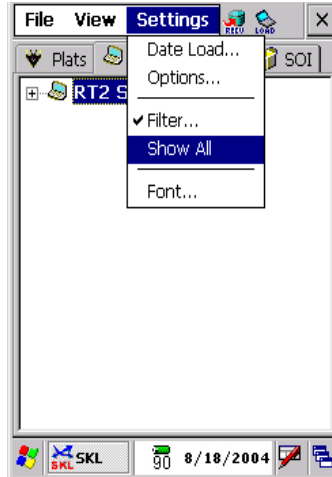 File View Settings RECV LOAD X
Plats SOI
Date Load...
Options...
RT2 S
Filter...
Show All
Font...
SKL SKL 90 8/18/2004